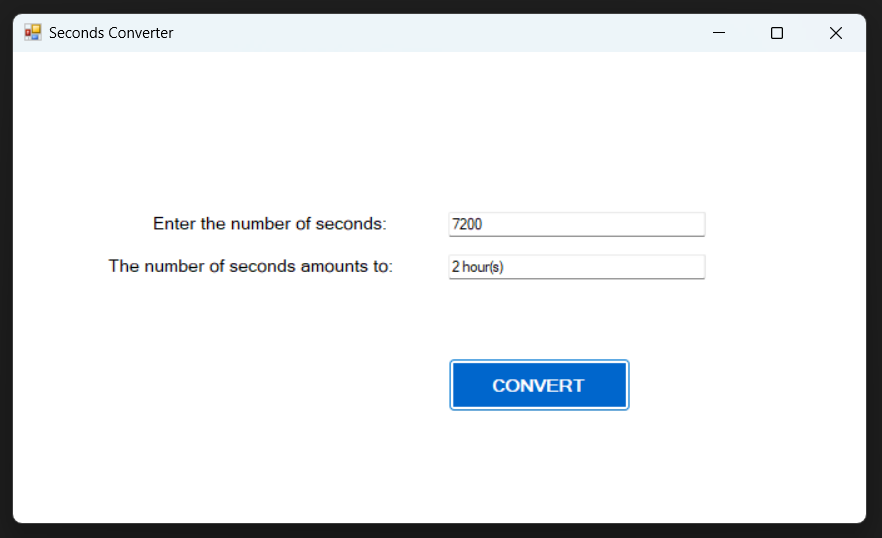 Seconds Converter
Enter the number of seconds: 7200
The number of seconds amounts to: 2 hour(s)
CONVERT